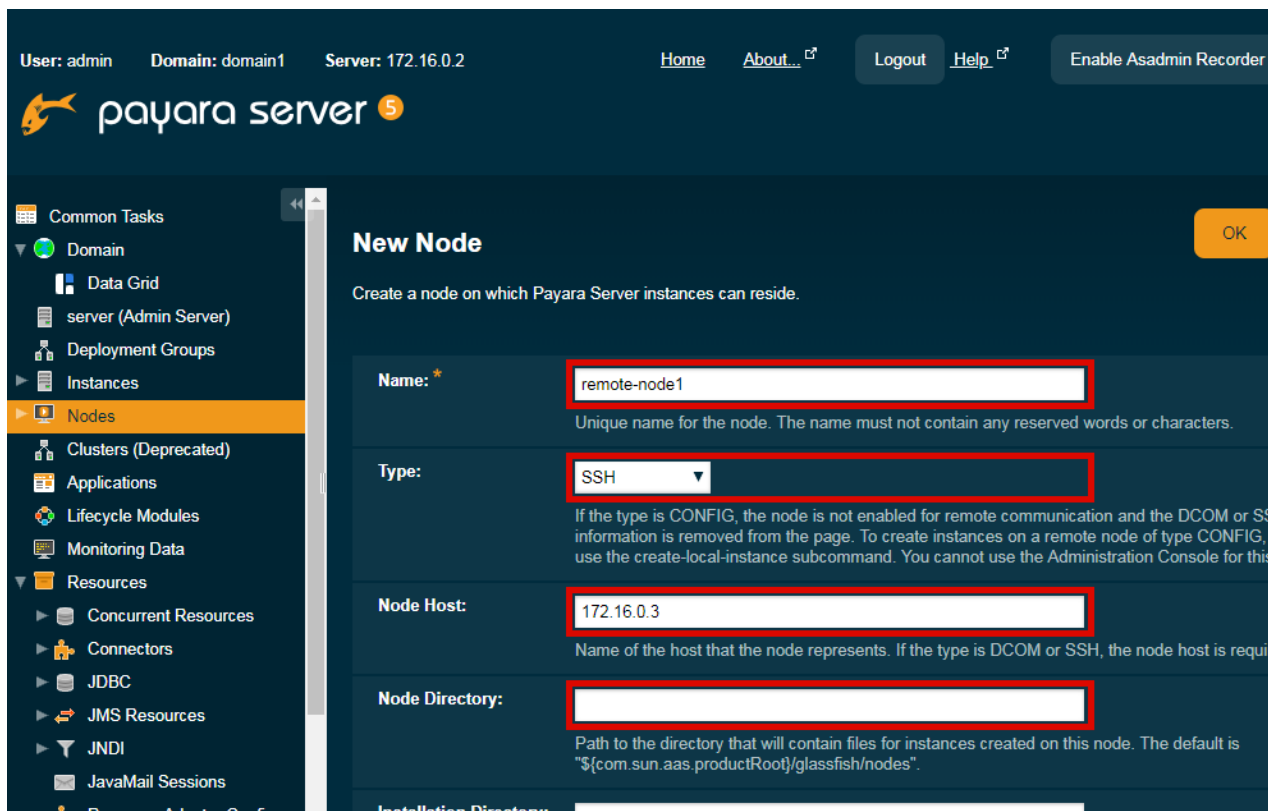 User: admin Domain: domain1 Server: 172.16.0.2 Home About... Logout Help Enable Asadmin Recorder
payara server 5
Common Tasks
Domain
Data Grid
server (Admin Server)
Deployment Groups
Instances
Nodes
Clusters (Deprecated)
Applications
Lifecycle Modules
Monitoring Data
Resources
Concurrent Resources
Connectors
JDBC
JMS Resources
JNDI
JavaMail Sessions
New Node
OK
Create a node on which Payara Server instances can reside.
Name: *
remote-node1
Unique name for the node. The name must not contain any reserved words or characters.
Type:
SSH
If the type is CONFIG, the node is not enabled for remote communication and the DCOM or
information is removed from the page. To create instances on a remote node of type CONFIG,
use the create-local-instance subcommand. You cannot use the Administration Console for
Node Host:
172.16.0.3
Name of the host that the node represents. If the type is DCOM or SSH, the node host is
Node Directory:
Path to the directory that will contain files for instances created on this node. The default is
"${com.sun.aas.productRoot}/glassfish/nodes".
Installation Directory: